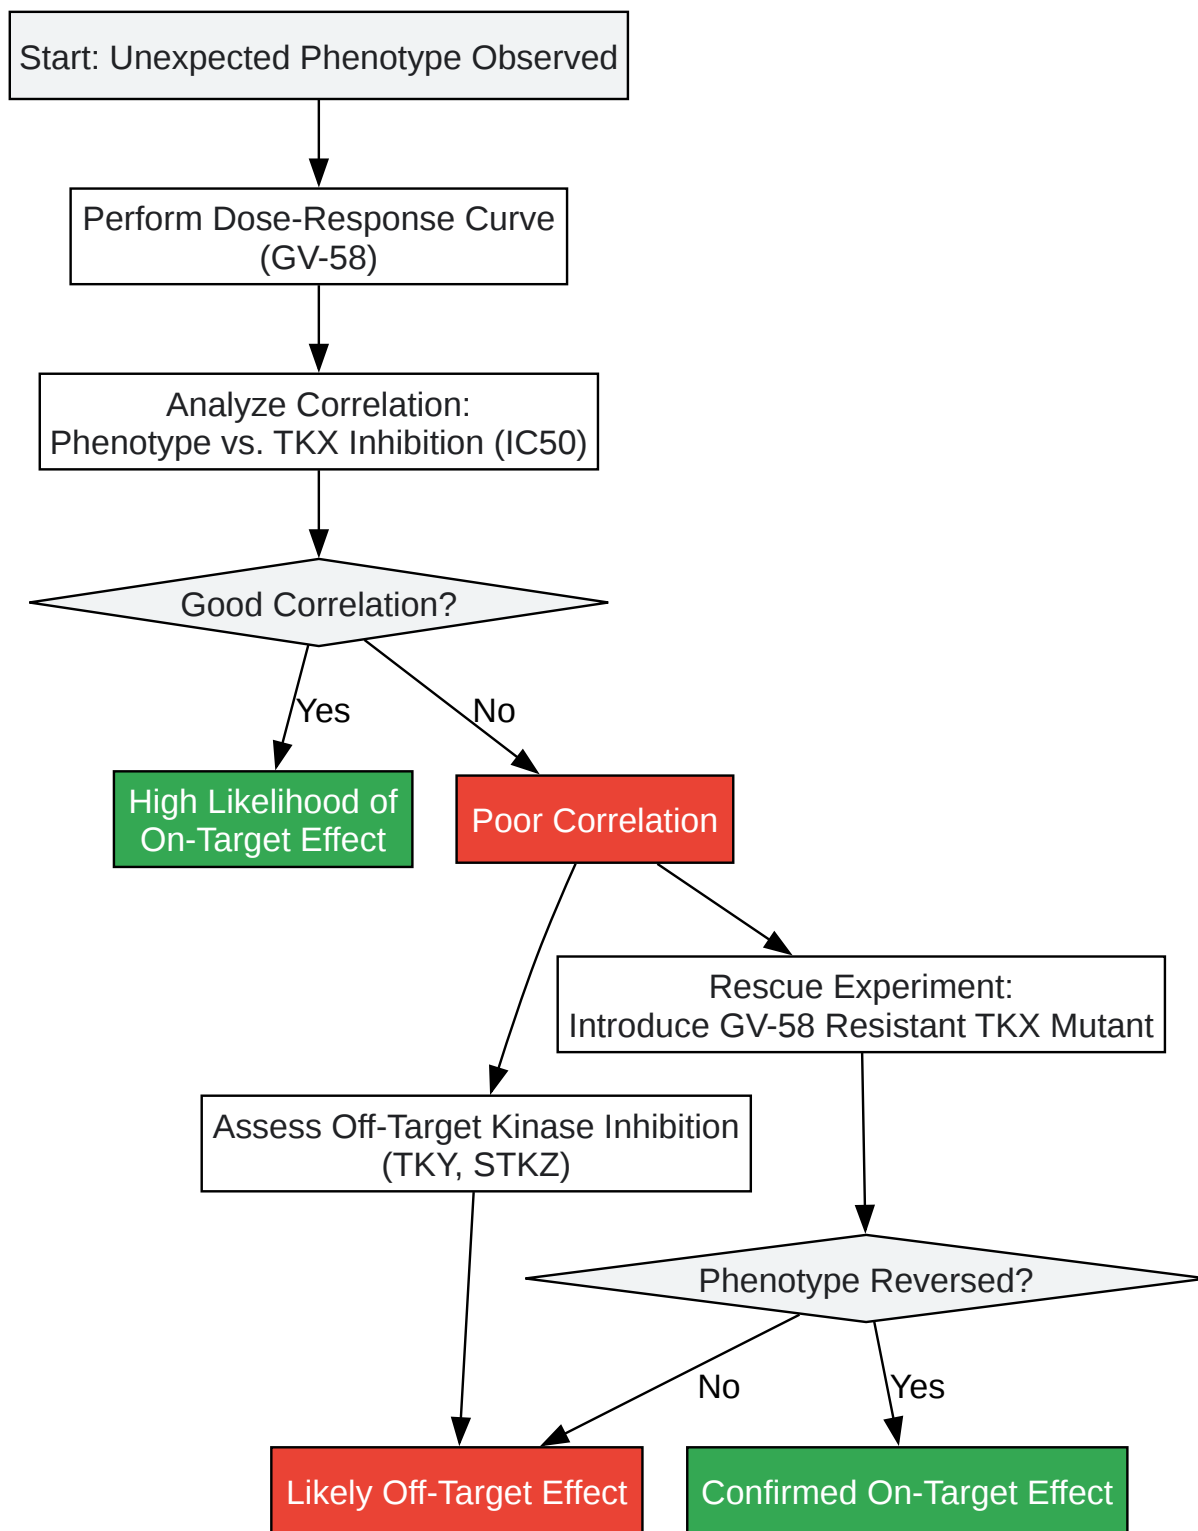 Start: Unexpected Phenotype Observed
Perform Dose-Response Curve
(GV-58)
Analyze Correlation:
Phenotype vs. TKX Inhibition (IC50)
Good Correlation?
Yes
No
High Likelihood of
On-Target Effect
Poor Correlation
Rescue Experiment:
Introduce GV-58 Resistant TKX Mutant
Assess Off-Target Kinase Inhibition
(TKY, STKZ)
Phenotype Reversed?
No
Yes
Likely Off-Target Effect
Confirmed On-Target Effect